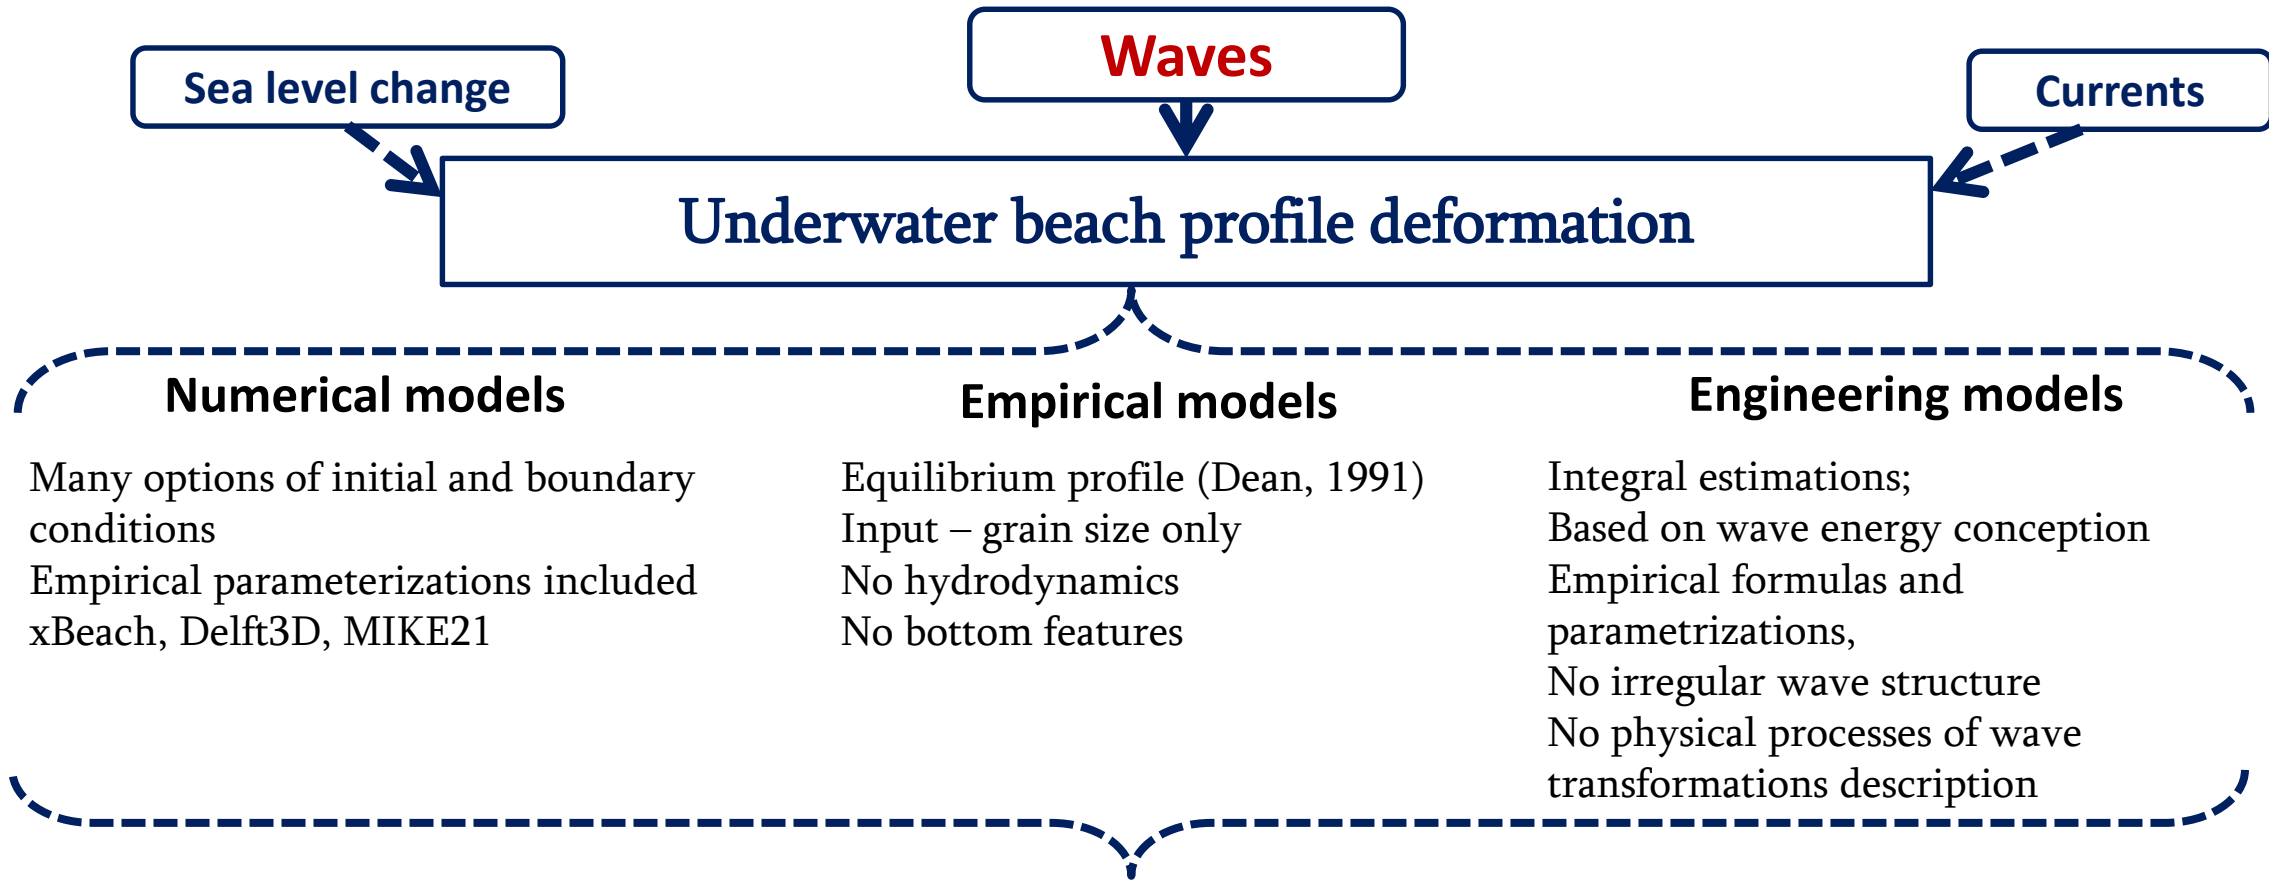 Sea level change
Waves
Currents
Underwater beach profile deformation
Numerical models
Many options of initial and boundary
conditions
Empirical parameterizations included
xBeach, Delft3D, MIKE21
Empirical models
Equilibrium profile (Dean, 1991)
Input – grain size only
No hydrodynamics
No bottom features
Engineering models
Integral estimations;
Based on wave energy conception
Empirical formulas and
parametrizations,
No irregular wave structure
No physical processes of wave
transformations description